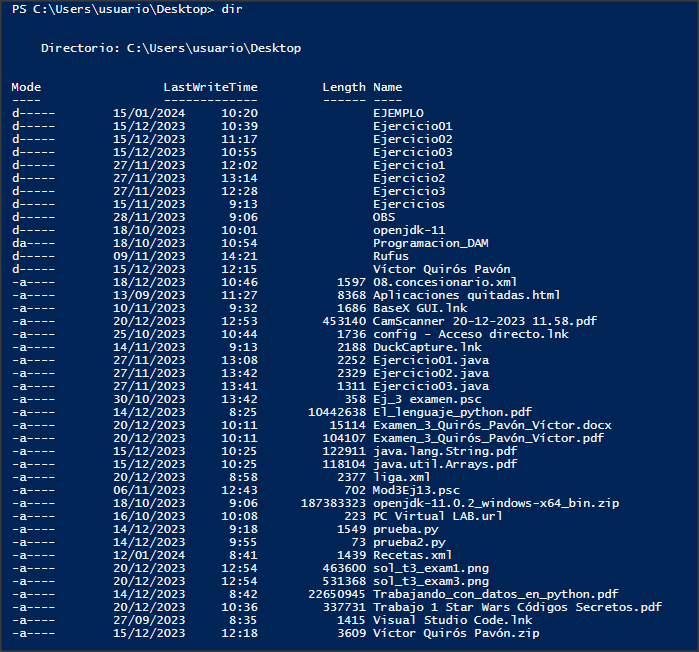 PS C:\Users\usuario\Desktop> dir
Directorio: C:\Users\usuario\Desktop
Mode LastWriteTime Length Name
---- ------------- ------ ----
d----- 15/01/2024 10:20 EJEMPLO
d----- 15/12/2023 10:39 Ejercicio01
d----- 15/12/2023 11:17 Ejercicio02
d----- 15/12/2023 10:55 Ejercicio03
d----- 27/11/2023 12:02 Ejercicio1
d----- 27/11/2023 13:14 Ejercicio2
d----- 27/11/2023 12:28 Ejercicio3
d----- 15/11/2023 9:13 Ejercicios
d----- 28/11/2023 9:06 OBS
d----- 18/10/2023 10:01 openjdk-11
da---- 18/10/2023 10:54 Programacion_DAM
d----- 09/11/2023 14:21 Rufus
d----- 15/12/2023 12:15 Víctor Quirós Pavón
-a---- 18/12/2023 10:46 1597 08.concesionario.xml
-a---- 13/09/2023 11:27 8368 Aplicaciones quitadas.html
-a---- 10/11/2023 9:32 1686 BaseX GUI.lnk
-a---- 20/12/2023 12:53 453140 CamScanner 20-12-2023 11.58.pdf
-a---- 25/10/2023 10:44 1736 config - Acceso directo.lnk
-a---- 14/11/2023 9:13 2188 DuckCapture.lnk
-a---- 27/11/2023 13:08 2252 Ejercicio01.java
-a---- 27/11/2023 13:42 2329 Ejercicio02.java
-a---- 27/11/2023 13:41 1311 Ejercicio03.java
-a---- 30/10/2023 13:42 358 Ej_3 examen.psc
-a---- 14/12/2023 8:25 10442638 El_lenguaje_python.pdf
-a---- 20/12/2023 10:11 15114 Examen_3_Quirós_Pavón_Víctor.docx
-a---- 20/12/2023 10:11 104107 Examen_3_Quirós_Pavón_Víctor.pdf
-a---- 15/12/2023 10:25 122911 java.lang.String.pdf
-a---- 15/12/2023 10:25 118104 java.util.Arrays.pdf
-a---- 20/12/2023 8:58 2377 liga.xml
-a---- 06/11/2023 12:43 702 Mod3Ej13.psc
-a---- 18/10/2023 9:06 187383323 openjdk-11.0.2_windows-x64_bin.zip
-a---- 16/10/2023 10:08 223 PC Virtual LAB.url
-a---- 14/12/2023 9:18 1549 prueba.py
-a---- 14/12/2023 9:55 73 prueba2.py
-a---- 12/01/2024 8:41 1439 Recetas.xml
-a---- 20/12/2023 12:54 463600 sol_t3_exam1.png
-a---- 20/12/2023 12:54 531368 sol_t3_exam3.png
-a---- 14/12/2023 8:42 22650945 Trabajando_con_datos_en_python.pdf
-a---- 20/12/2023 10:36 337731 Trabajo 1 Star Wars Códigos Secretos.pdf
-a---- 27/09/2023 8:35 1415 Visual Studio Code.lnk
-a---- 15/12/2023 12:18 3609 Víctor Quirós Pavón.zip